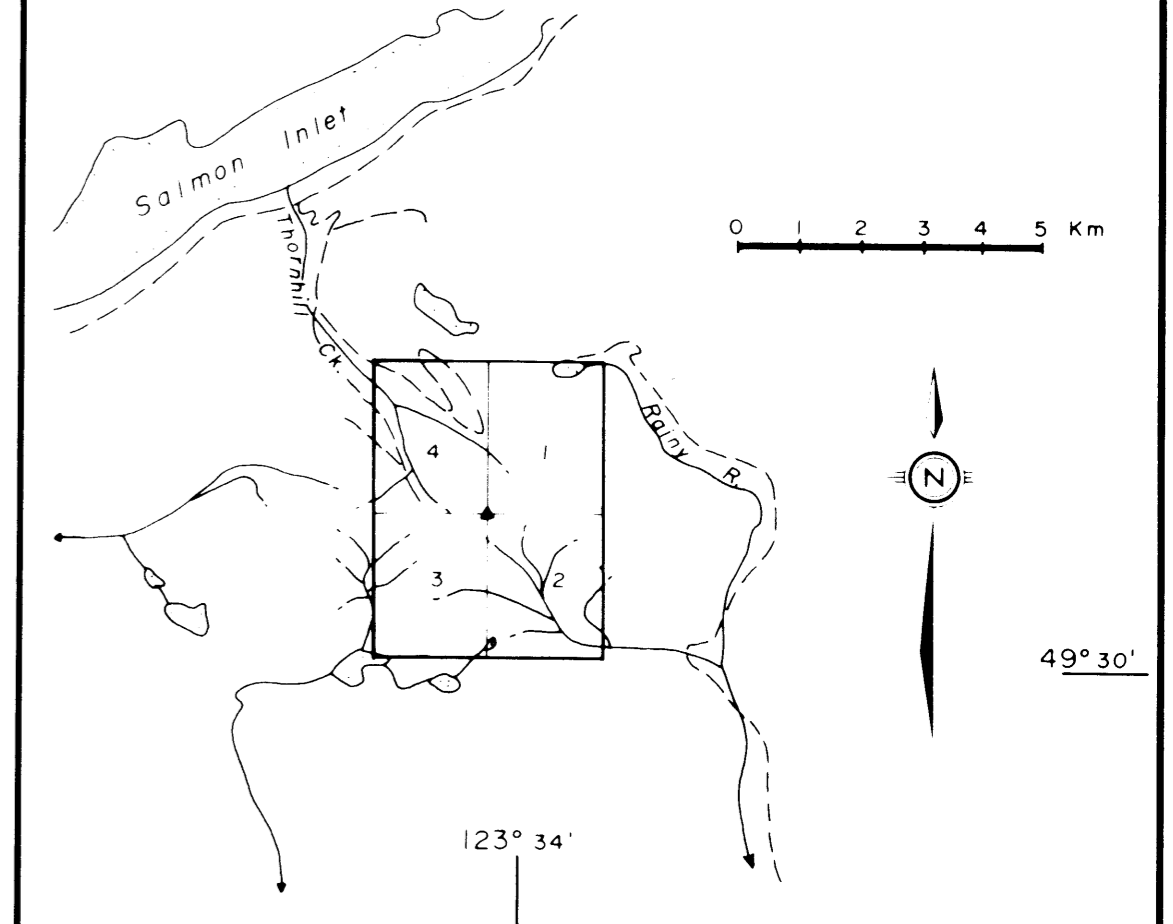 Salmon Inlet
Thornhill
Ck.
0 1 2 3 4 5 Km
Rainy R.
4 1
3 2
N
49° 30'
123° 34'